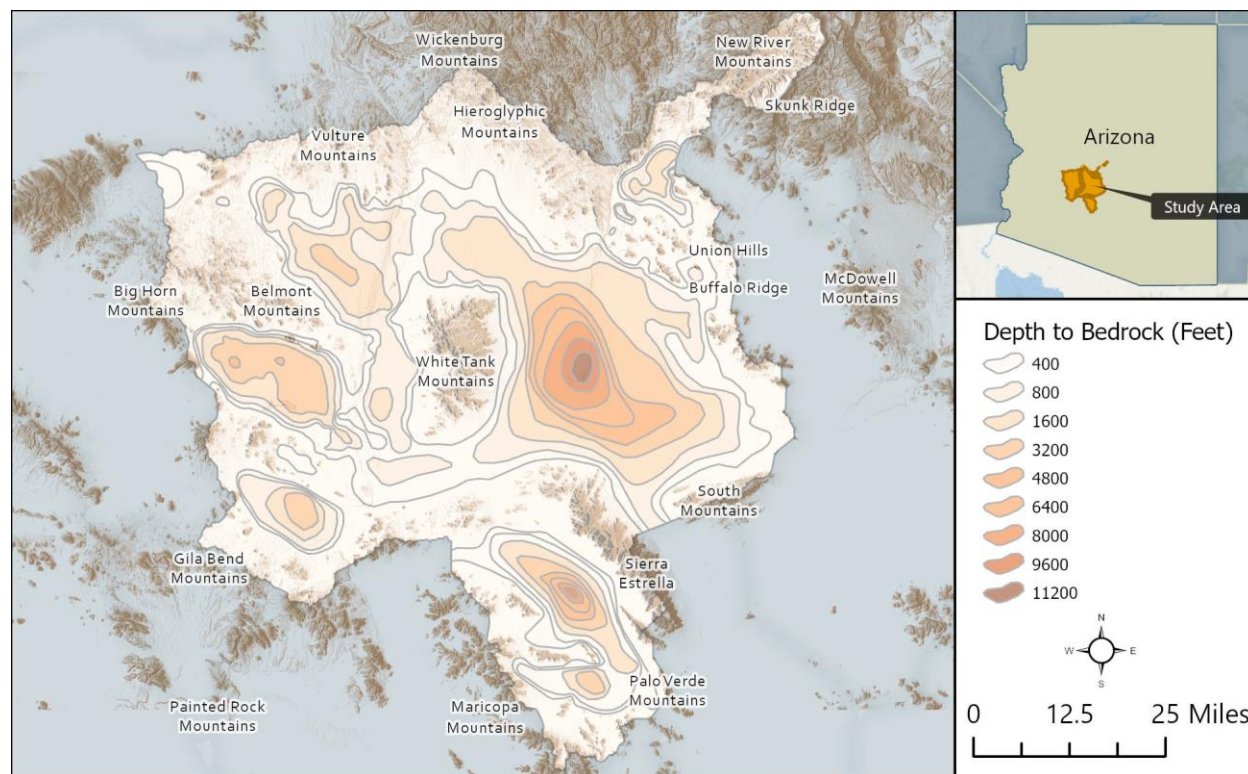 Wickenburg
Mountains
New River
Mountains
Hieroglyphic
Mountains
Skunk Ridge
Vulture
Mountains
Union Hills
Buffalo Ridge
McDowell
Mountains
Big Horn
Mountains
Belmont
Mountains
White Tank
Mountains
South
Mountains
Gila Bend
Mountains
Sierra
Estrella
Palo Verde
Mountains
Painted Rock
Mountains
Maricopa
Mountains
Arizona
Study Area
Depth to Bedrock (Feet)
400
800
1600
3200
4800
6400
8000
9600
11200
N
W
E
S
0 12.5 25 Miles